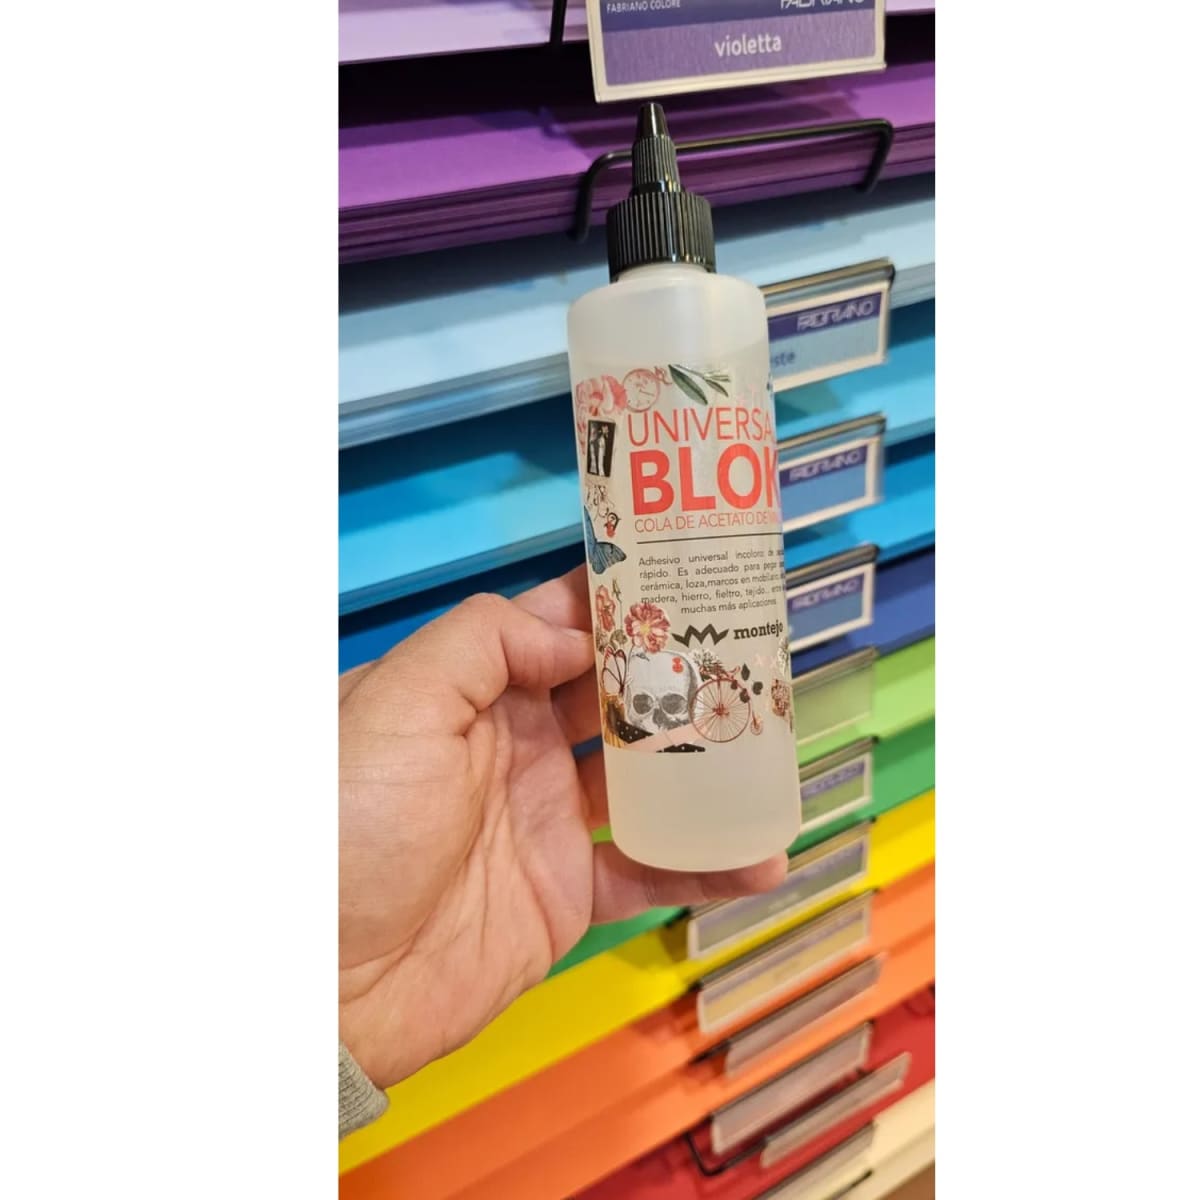 FABRIANO COLORE
FABRIANO
violetta
FABRIANO
FABRIANO
FABRIANO
UNIVERSA
BLOK
COLA DE ACETATO DE
Adhesivo universal incoloro de
rápido. Es adecuado para pegar
cerámica, loza, marcos en mobiliario
madera, hierro, fieltro, tejido...
muchas más aplicaciones.
montejo